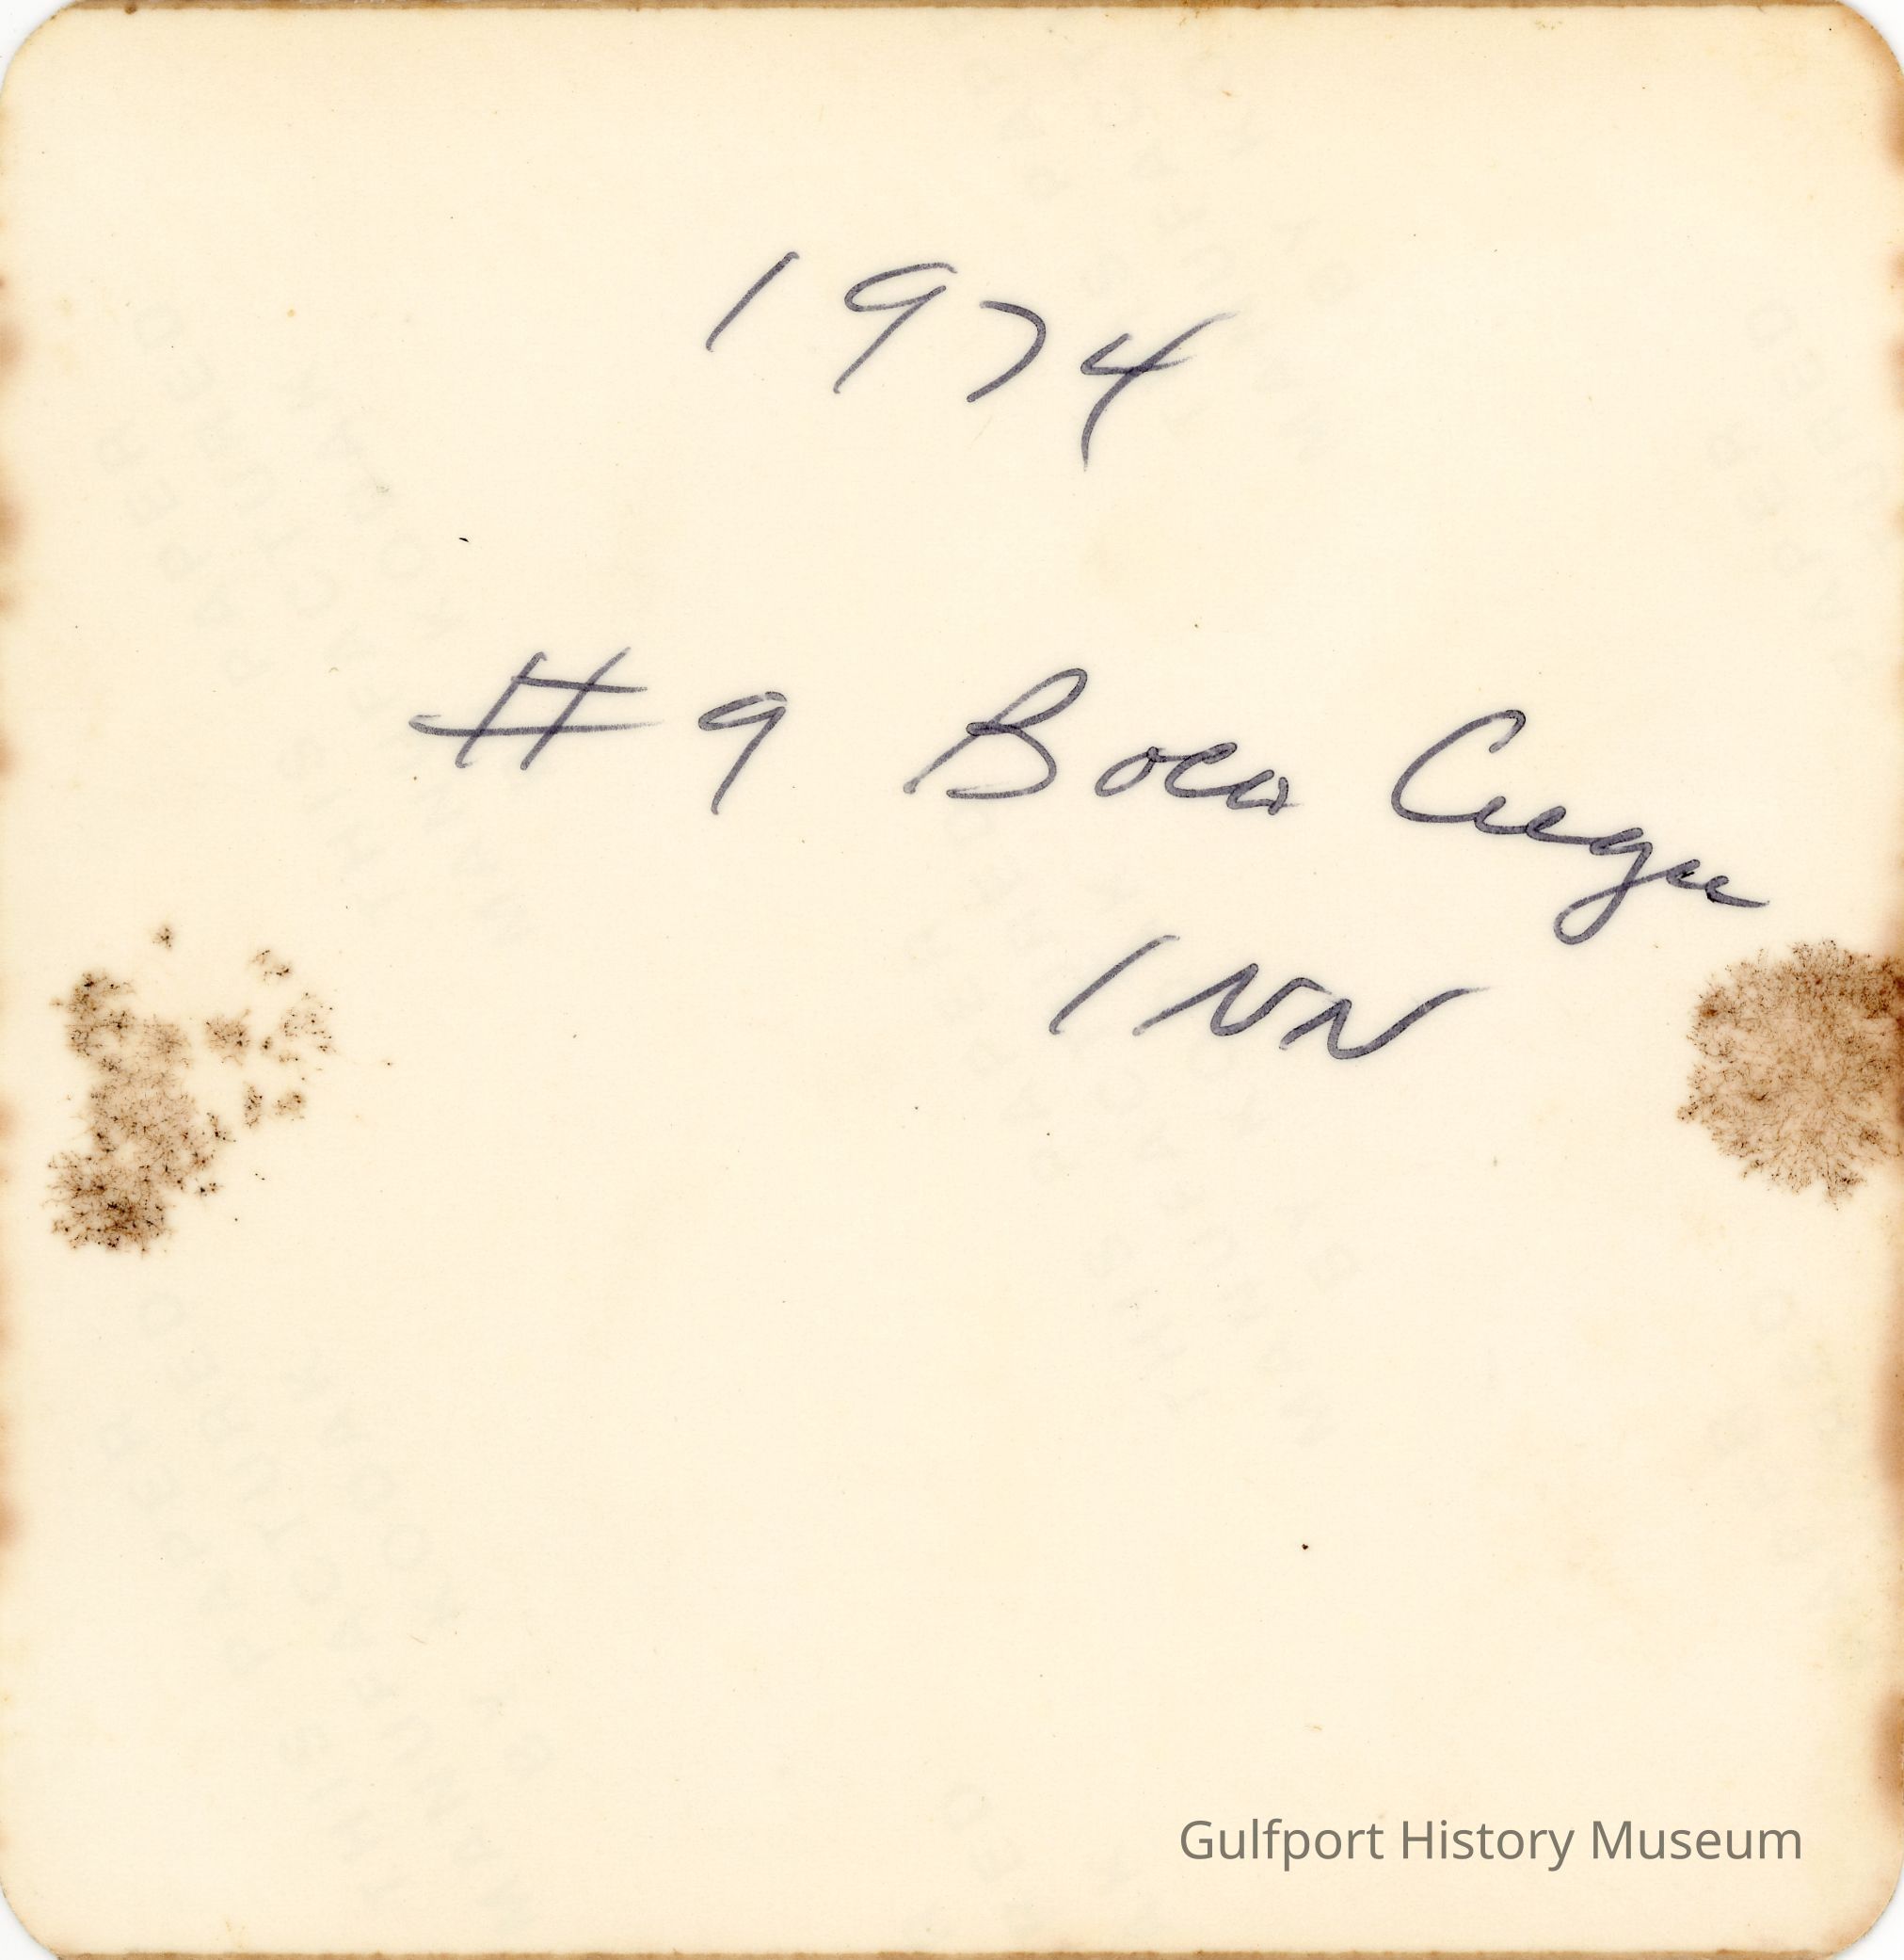 1974
#9 Boca Ciega
INN
Gulfport History Museum